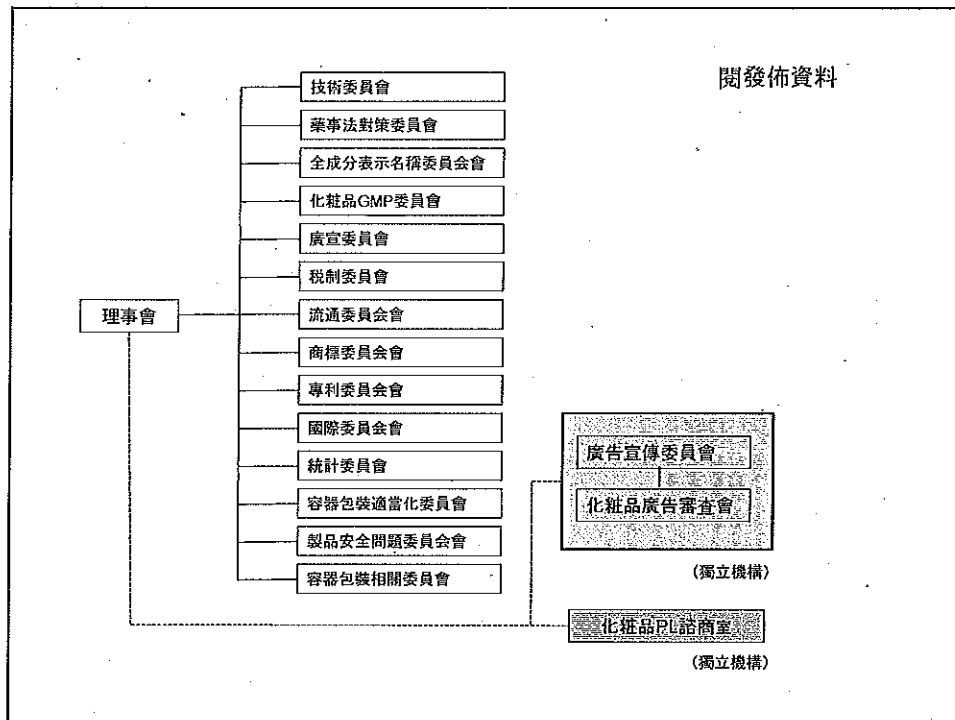 閱發佈資料
技術委員會
藥事法對策委員會
全成分表示名稱委員会會
化粧品GMP委員會
廣宣委員會
税制委員會
理事會
流通委員会會
商標委員会會
專利委員会會
國際委員会會
統計委員會
容器包裝適當化委員會
製品安全問題委員会會
容器包裝相關委員會
廣告宣傳委員會
化粧品廣告審査會
(獨立機構)
化粧品PL諮商室
(獨立機構)